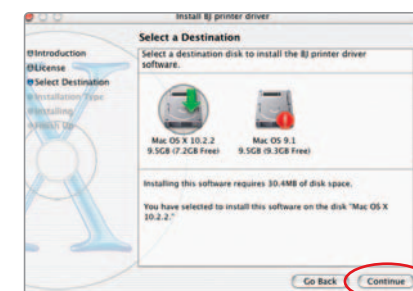 Install BJ printer driver
Select a Destination
Introduction
License
Select Destination
Installation Type
Installing
Finish Up
Select a destination disk to install the BJ printer driver
software.
Mac OS X 10.2.2
9.5GB (7.2GB Free)
Mac OS 9.1
9.5GB (9.3GB Free)
Installing this software requires 30.4MB of disk space.
You have selected to install this software on the disk "Mac OS X
10.2.2."
Go Back
Continue